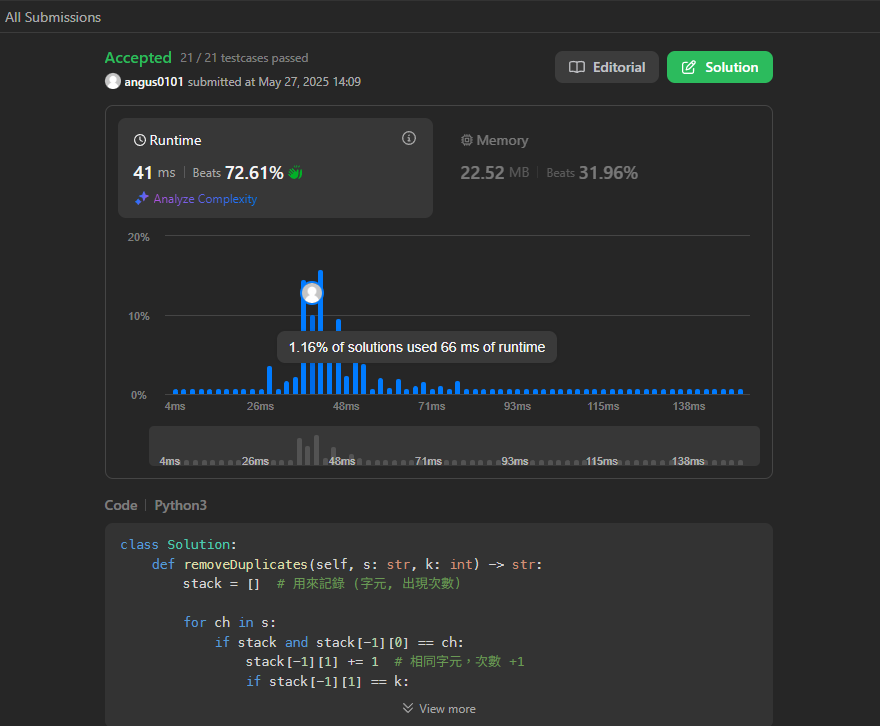 All Submissions
Accepted 21 / 21 testcases passed
angus0101 submitted at May 27, 2025 14:09
Editorial
Solution
Runtime
41 ms | Beats 72.61%
Analyze Complexity
Memory
22.52 MB | Beats 31.96%
20%
10%
0%
1.16% of solutions used 66 ms of runtime
4ms 26ms 48ms 71ms 93ms 115ms 138ms
4ms 26ms 48ms 71ms 93ms 115ms 138ms
Code | Python3
class Solution:
    def removeDuplicates(self, s: str, k: int) -> str:
        stack = []  # 用來記錄 (字元, 出現次數)
        for ch in s:
            if stack and stack[-1][0] == ch:
                stack[-1][1] += 1  # 相同字元，次數 +1
                if stack[-1][1] == k:
View more